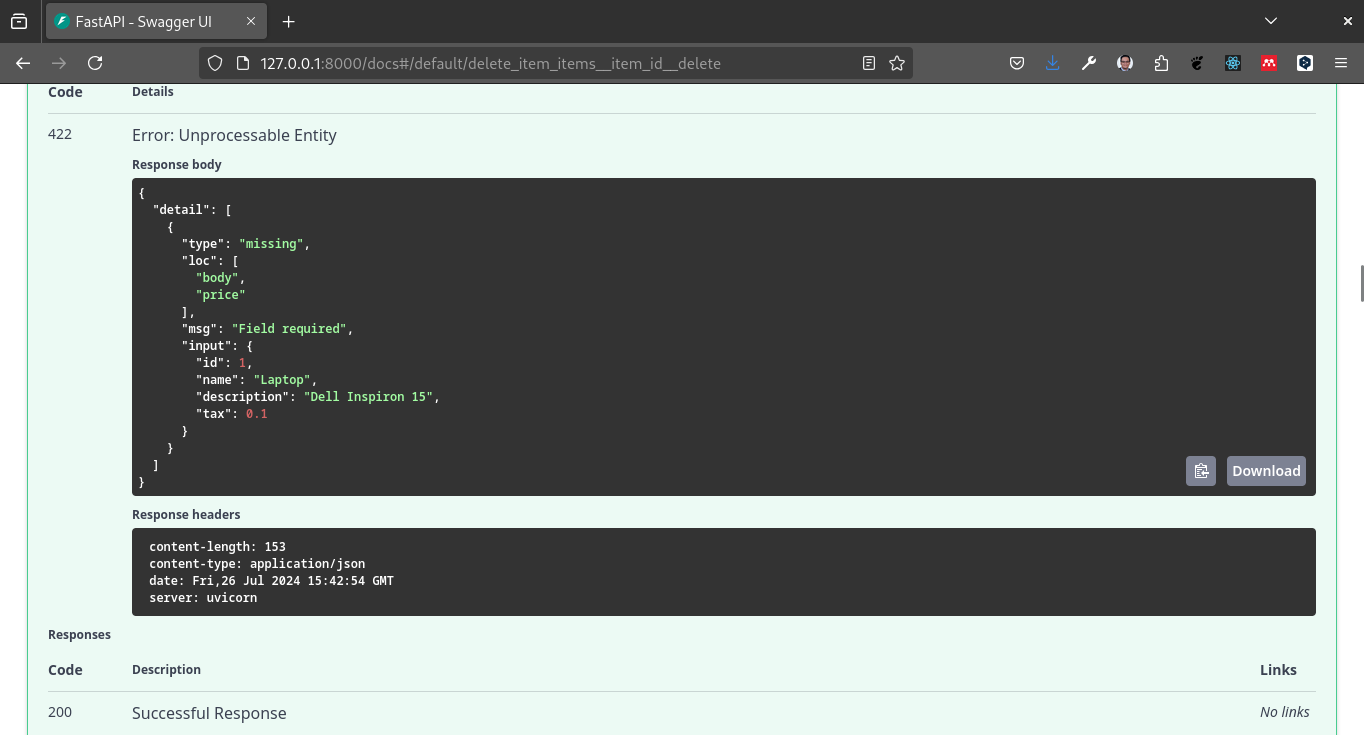 FastAPI - Swagger UI
127.0.0.1:8000/docs#/default/delete_item_items__item_id__delete
Code Details
422 Error: Unprocessable Entity
Response body
{
  "detail": [
    {
      "type": "missing",
      "loc": [
        "body",
        "price"
      ],
      "msg": "Field required",
      "input": {
        "id": 1,
        "name": "Laptop",
        "description": "Dell Inspiron 15",
        "tax": 0.1
      }
    }
  ]
}
Download
Response headers
content-length: 153
content-type: application/json
date: Fri,26 Jul 2024 15:42:54 GMT
server: uvicorn
Responses
Code Description Links
200 Successful Response No links